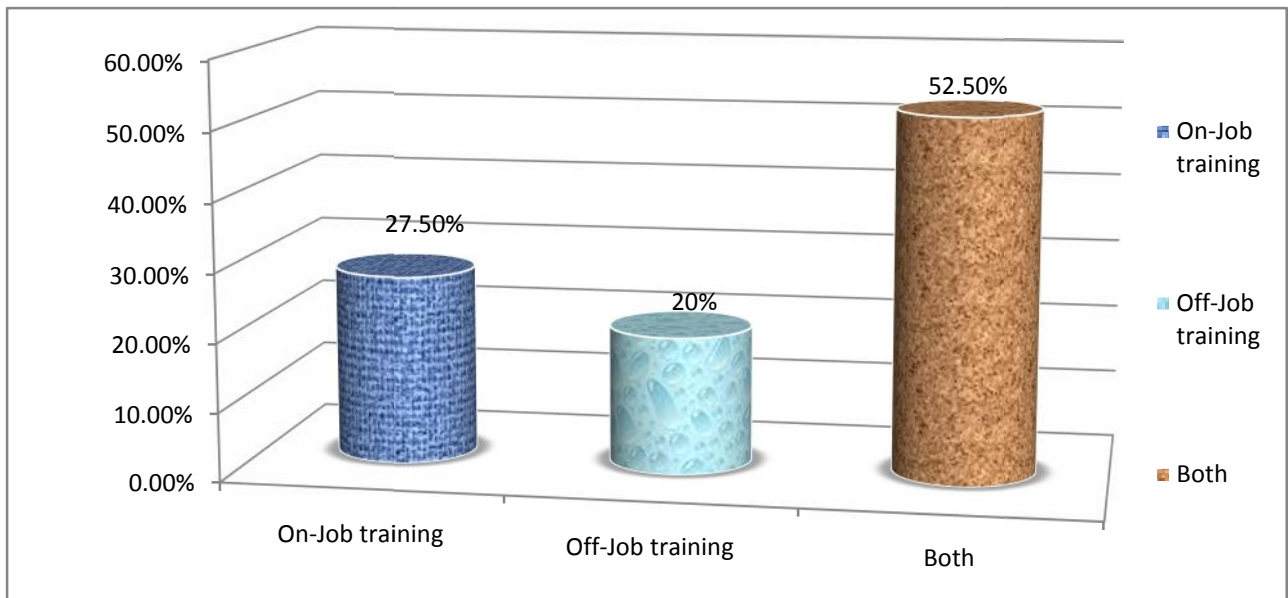 60.00%
50.00%
40.00%
30.00%
20.00%
10.00%
0.00%
27.50%
20%
52.50%
On-Job training
Off-Job training
Both
On-Job
training
Off-Job
training
Both